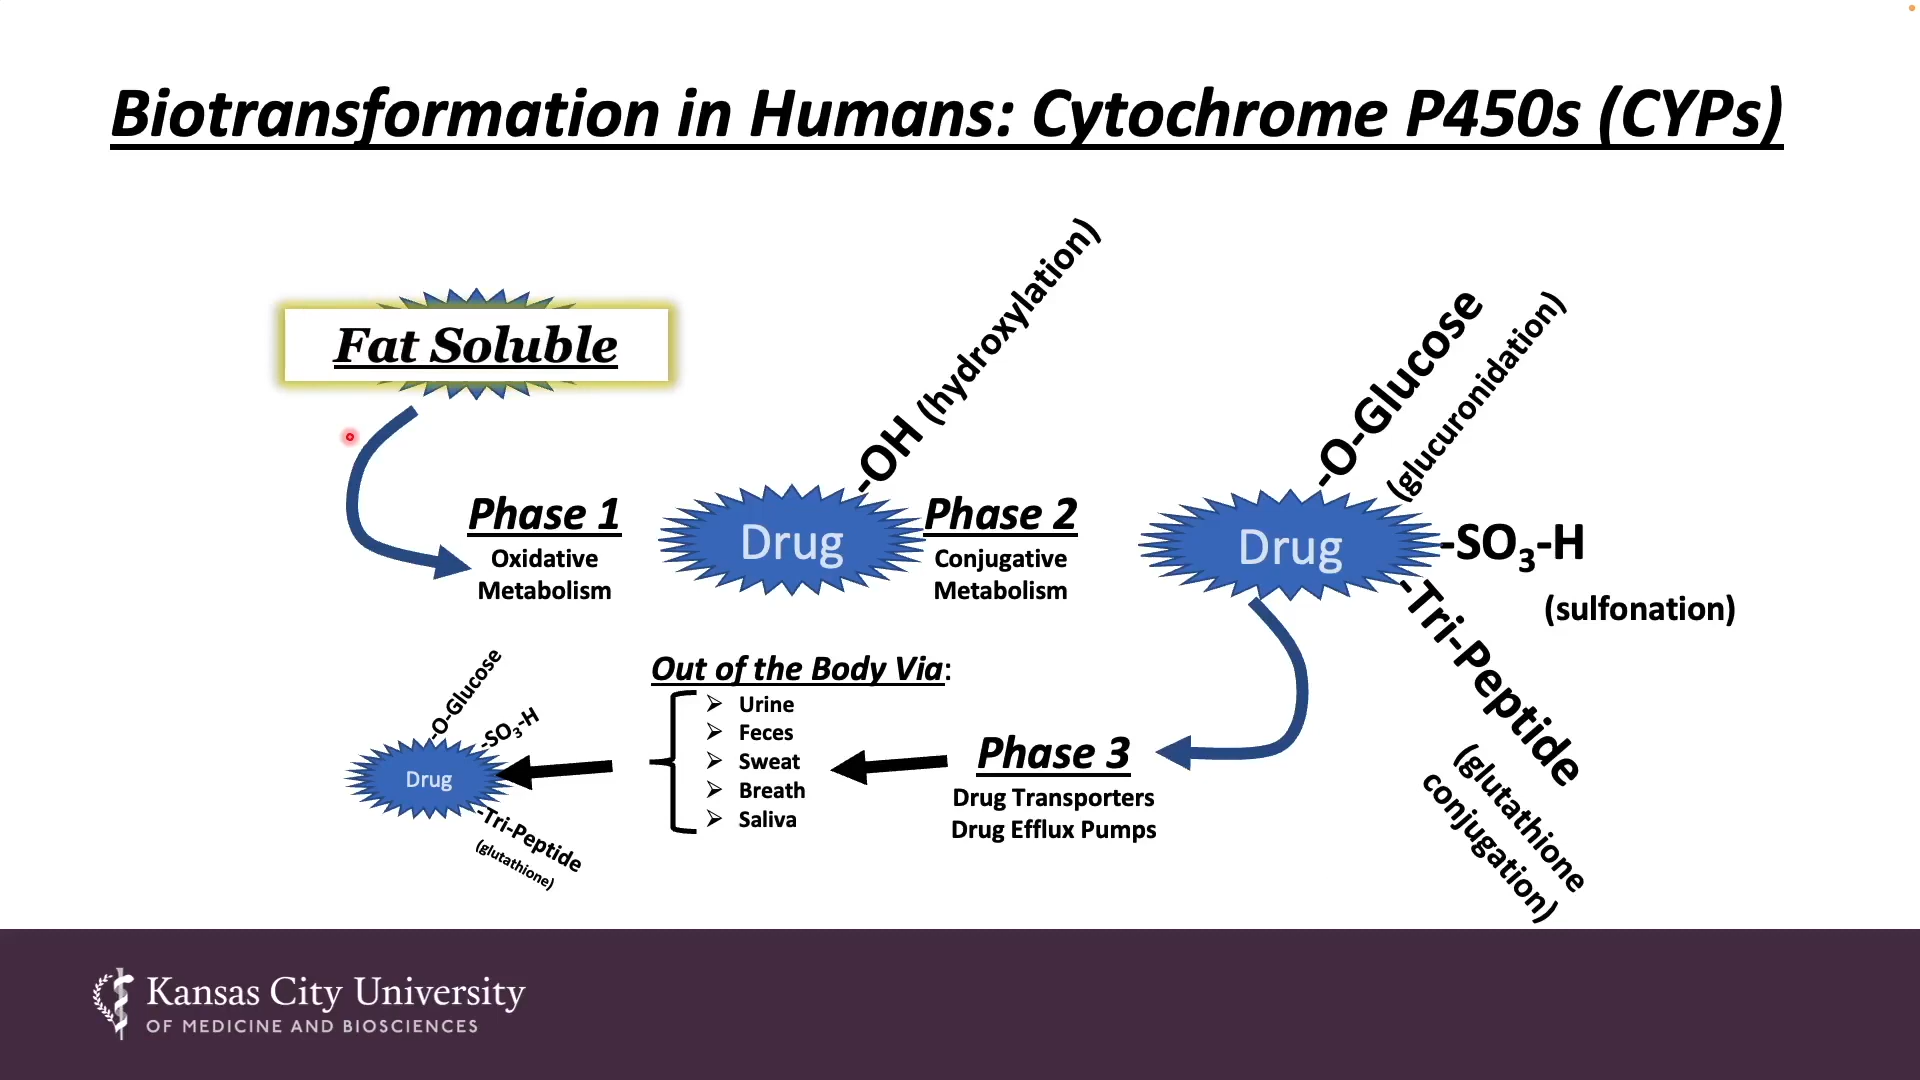 Biotransformation in Humans: Cytochrome P450s (CYPs)
Fat Soluble
Phase 1
Oxidative
Metabolism
Drug
-OH (hydroxylation)
Phase 2
Conjugative
Metabolism
Drug
-O-Glucose
(glucuronidation)
-SO3-H
(sulfonation)
-Tri-Peptide
(glutathione
conjugation)
Phase 3
Drug Transporters
Drug Efflux Pumps
Out of the Body Via:
➢ Urine
➢ Feces
➢ Sweat
➢ Breath
➢ Saliva
Drug
-O-Glucose
-SO3-H
-Tri-Peptide
(glutathione)
Kansas City University
OF MEDICINE AND BIOSCIENCES